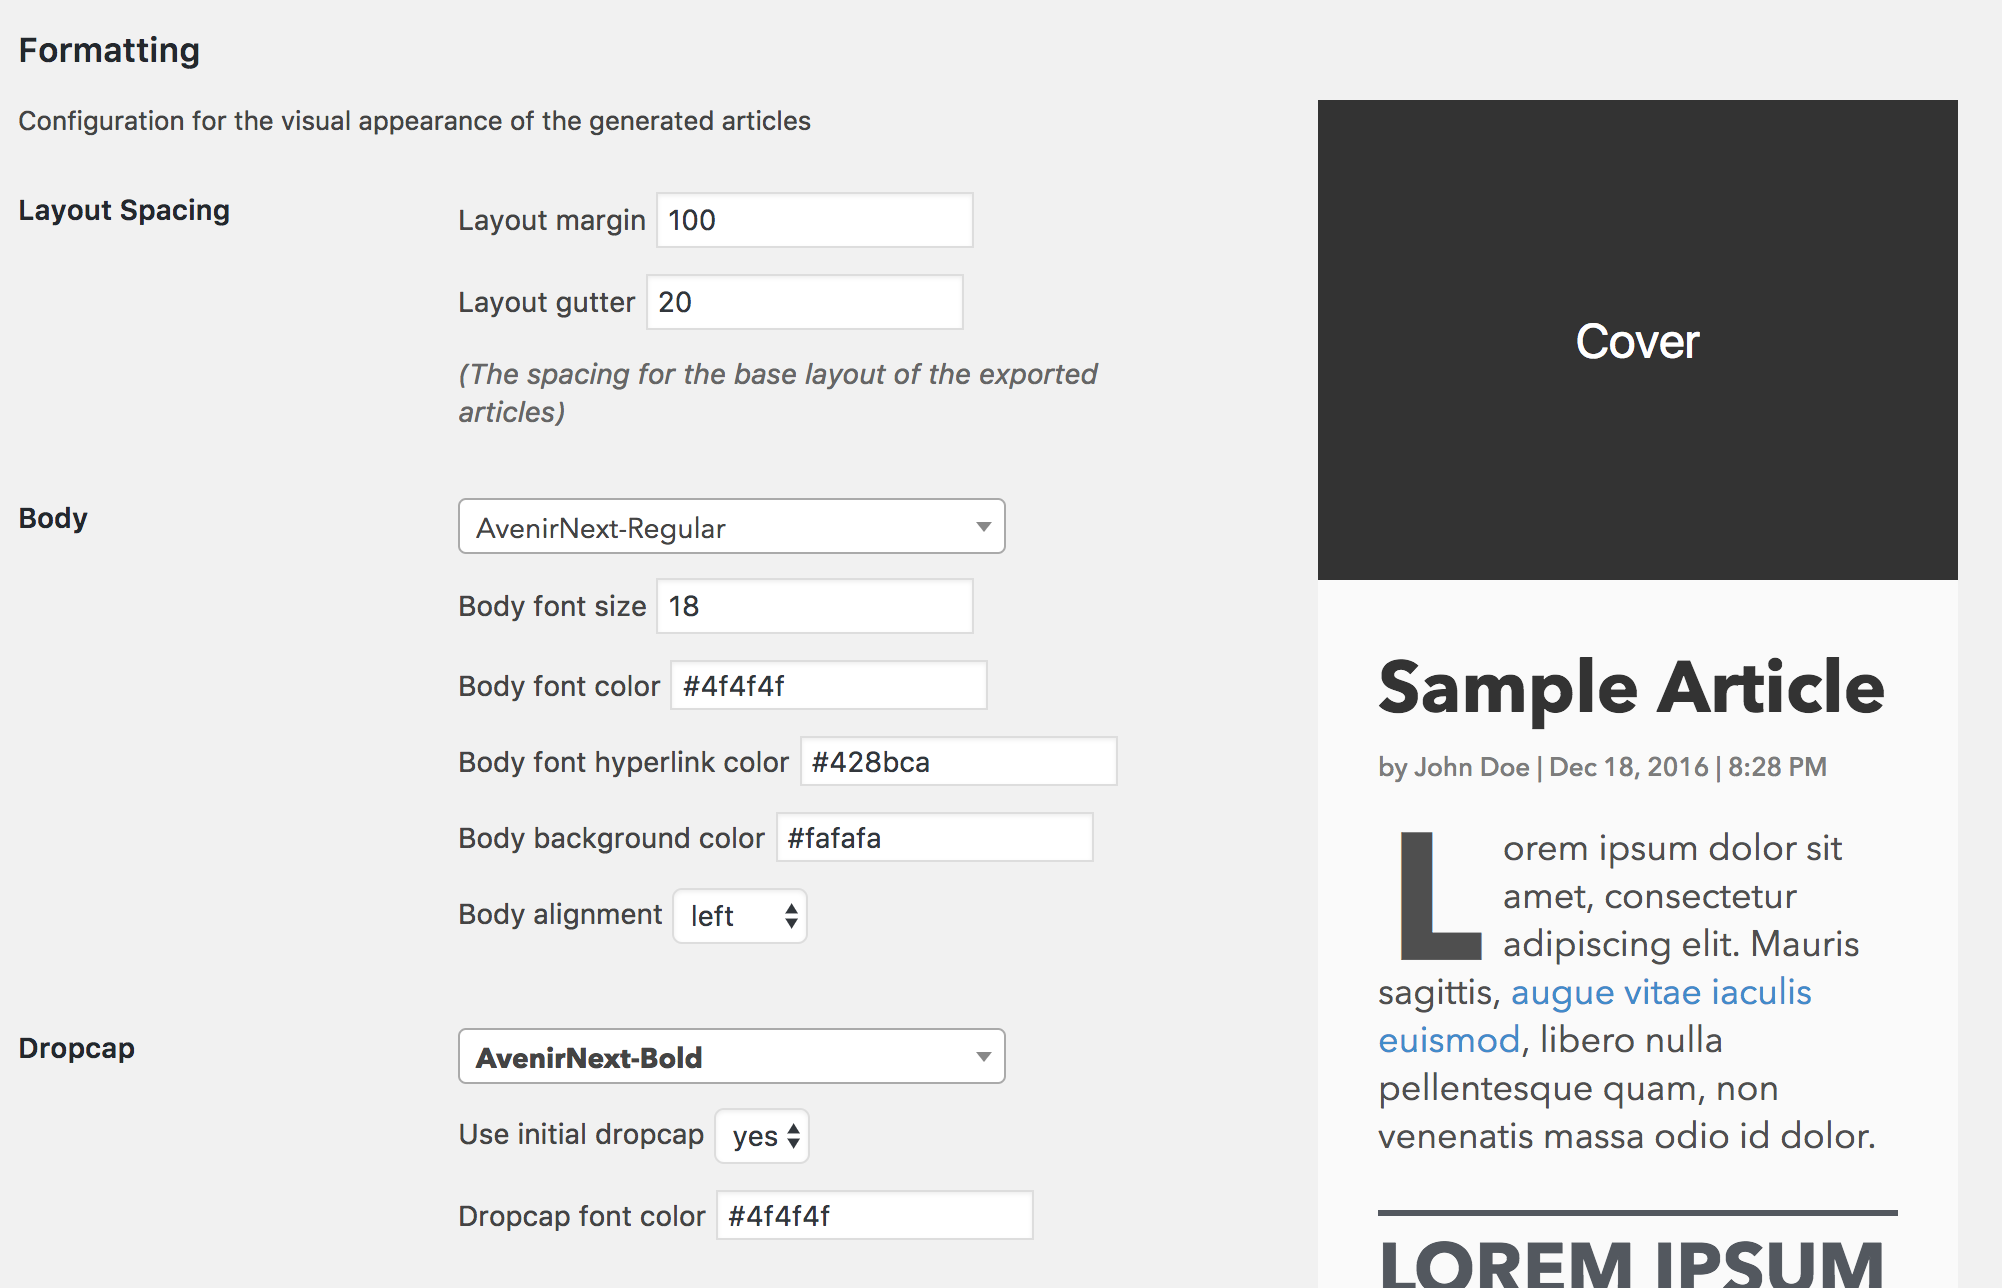 Formatting
Configuration for the visual appearance of the generated articles
Layout Spacing
Layout margin 100
Layout gutter 20
(The spacing for the base layout of the exported
articles)
Body
AvenirNext-Regular
Body font size 18
Body font color #4f4f4f
Body font hyperlink color #428bca
Body background color #fafafa
Body alignment left
Dropcap
AvenirNext-Bold
Use initial dropcap yes
Dropcap font color #4f4f4f
Cover
Sample Article
by John Doe | Dec 18, 2016 | 8:28 PM
Lorem ipsum dolor sit
amet, consectetur
adipiscing elit. Mauris
sagittis, augue vitae iaculis
euismod, libero nulla
pellentesque quam, non
venenatis massa odio id dolor.
LOREM IPSUM